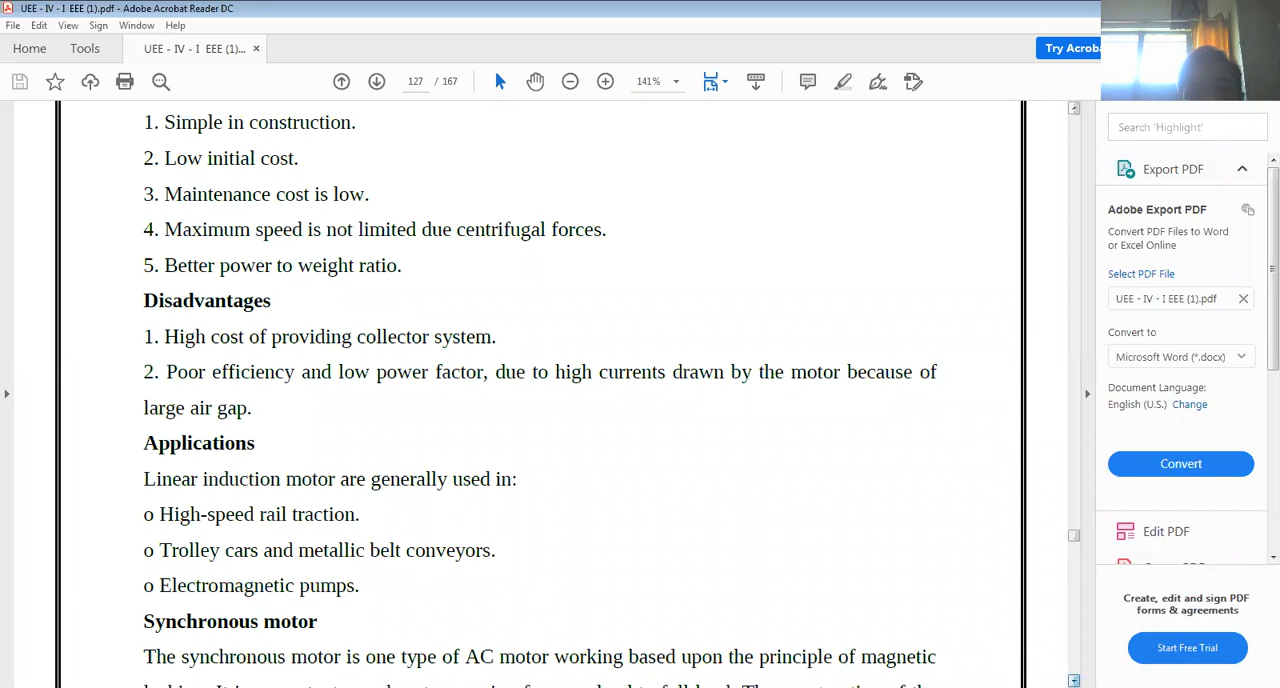 UEE - IV - I EEE (1).pdf - Adobe Acrobat Reader DC
File Edit View Sign Window Help
Home Tools UEE - IV - I EEE (1)... ×
Try Acroba
127 / 167 141%
1. Simple in construction.
2. Low initial cost.
3. Maintenance cost is low.
4. Maximum speed is not limited due centrifugal forces.
5. Better power to weight ratio.
Disadvantages
1. High cost of providing collector system.
2. Poor efficiency and low power factor, due to high currents drawn by the motor because of
large air gap.
Applications
Linear induction motor are generally used in:
o High-speed rail traction.
o Trolley cars and metallic belt conveyors.
o Electromagnetic pumps.
Synchronous motor
The synchronous motor is one type of AC motor working based upon the principle of magnetic
Search 'Highlight'
Export PDF
Adobe Export PDF
Convert PDF Files to Word
or Excel Online
Select PDF File
UEE - IV - I EEE (1).pdf
Convert to
Microsoft Word (*.docx)
Document Language:
English (U.S.) Change
Convert
Edit PDF
Create, edit and sign PDF
forms & agreements
Start Free Trial